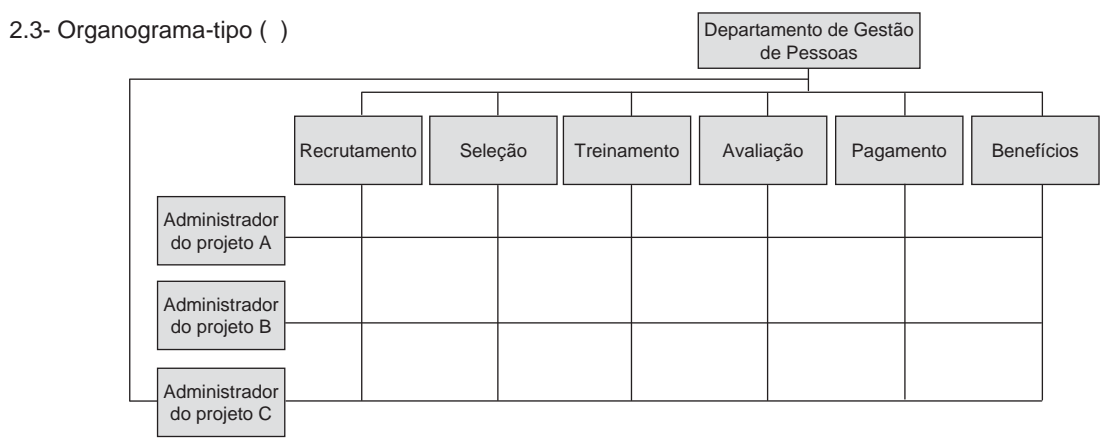 2.3- Organograma-tipo ( )
Departamento de Gestão
de Pessoas
Recrutamento
Seleção
Treinamento
Avaliação
Pagamento
Benefícios
Administrador
do projeto A
Administrador
do projeto B
Administrador
do projeto C